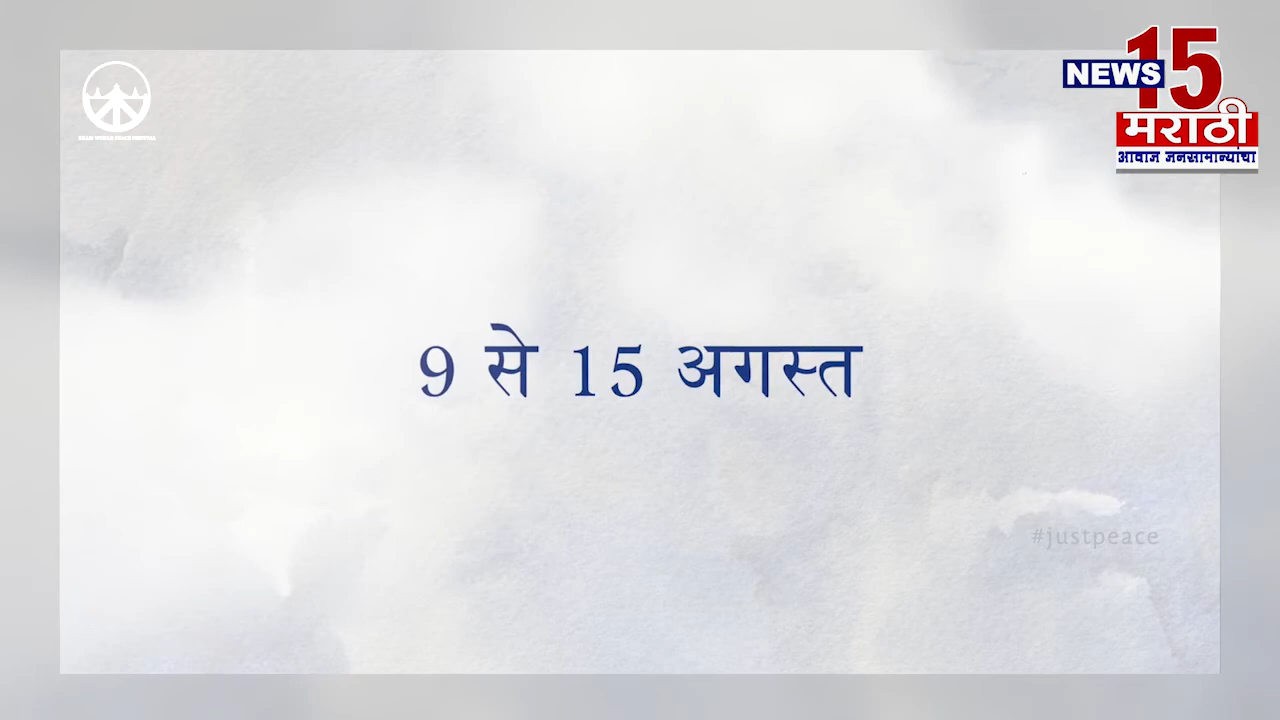 NEWS 15
मराठी
आवाज जनसामान्यांचा
9 से 15 अगस्त
#justpeace